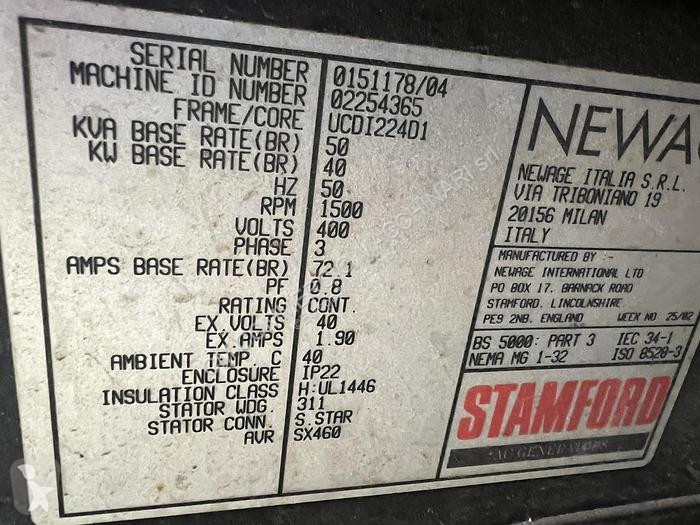 SERIAL NUMBER 0151178/04
MACHINE ID NUMBER 02254365
FRAME/CORE UCDI224D1
KVA BASE RATE(BR) 50
KW BASE RATE(BR) 40
HZ 50
RPM 1500
VOLTS 400
PHASE 3
AMPS BASE RATE(BR) 72.1
PF 0.8
RATING CONT.
EX.VOLTS 40
EX.AMPS 1.90
AMBIENT TEMP. C 40
ENCLOSURE IP22
INSULATION CLASS H:UL1446
STATOR WDG. 311
STATOR CONN. S.STAR
AVR SX460
NEWAGE ITALIA S.R.L.
VIA TRIBONIANO 19
20156 MILAN
ITALY
MANUFACTURED BY :-
NEWAGE INTERNATIONAL LTD
PO BOX 17. BARNACK ROAD
STAMFORD. LINCOLNSHIRE.
PE9 2NB. ENGLAND WEEK NO 25/02
BS 5000: PART 3 IEC 34-1
NEMA MG 1-32 ISO 8528-3
STAMFORD
AC GENERATORS